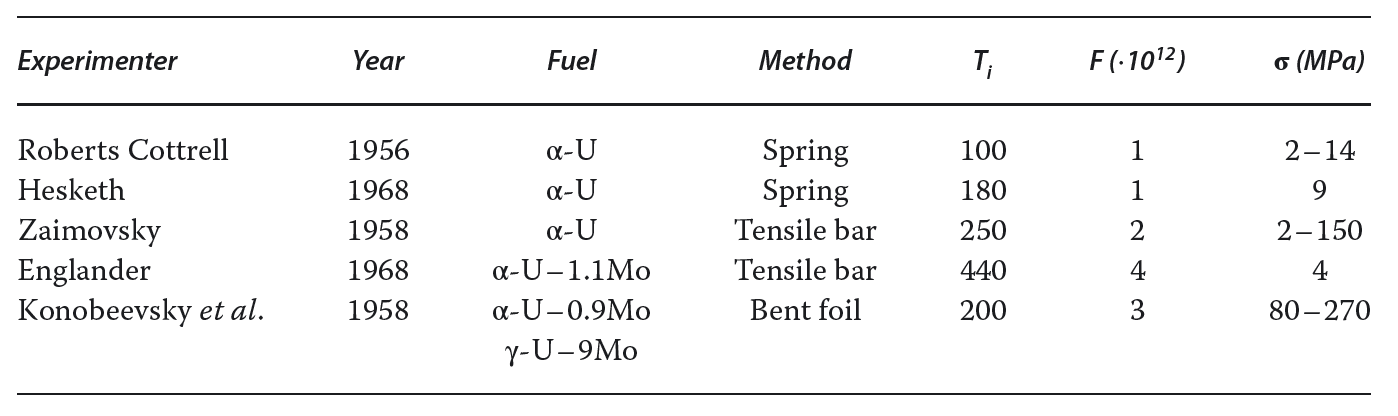 Experimenter Year Fuel Method Ti F (·10^12) σ (MPa)
Roberts Cottrell 1956 α-U Spring 100 1 2–14
Hesketh 1968 α-U Spring 180 1 9
Zaimovsky 1958 α-U Tensile bar 250 2 2–150
Englander 1968 α-U–1.1Mo Tensile bar 440 4 4
Konobeevsky et al. 1958 α-U–0.9Mo Bent foil 200 3 80–270
γ-U–9Mo